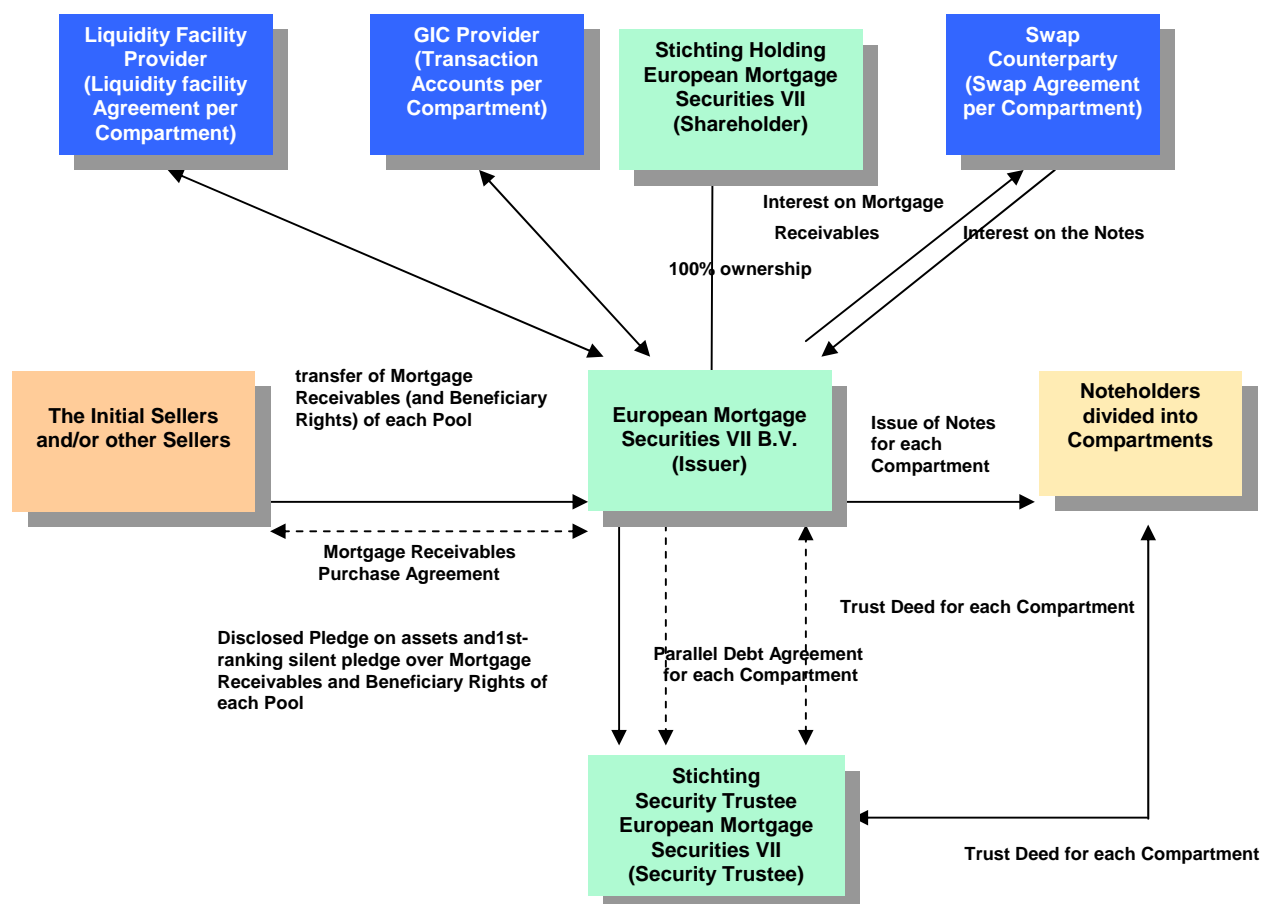 Liquidity Facility
Provider
(Liquidity facility
Agreement per
Compartment)
GIC Provider
(Transaction
Accounts per
Compartment)
Stichting Holding
European Mortgage
Securities VII
(Shareholder)
Swap
Counterparty
(Swap Agreement
per Compartment)
Interest on Mortgage
Receivables
Interest on the Notes
100% ownership
transfer of Mortgage
Receivables (and Beneficiary
Rights) of each Pool
The Initial Sellers
and/or other Sellers
European Mortgage
Securities VII B.V.
(Issuer)
Issue of Notes
for each
Compartment
Noteholders
divided into
Compartments
Mortgage Receivables
Purchase Agreement
Trust Deed for each Compartment
Disclosed Pledge on assets and1st-
ranking silent pledge over Mortgage
Receivables and Beneficiary Rights of
each Pool
Parallel Debt Agreement
for each Compartment
Stichting
Security Trustee
European Mortgage
Securities VII
(Security Trustee)
Trust Deed for each Compartment